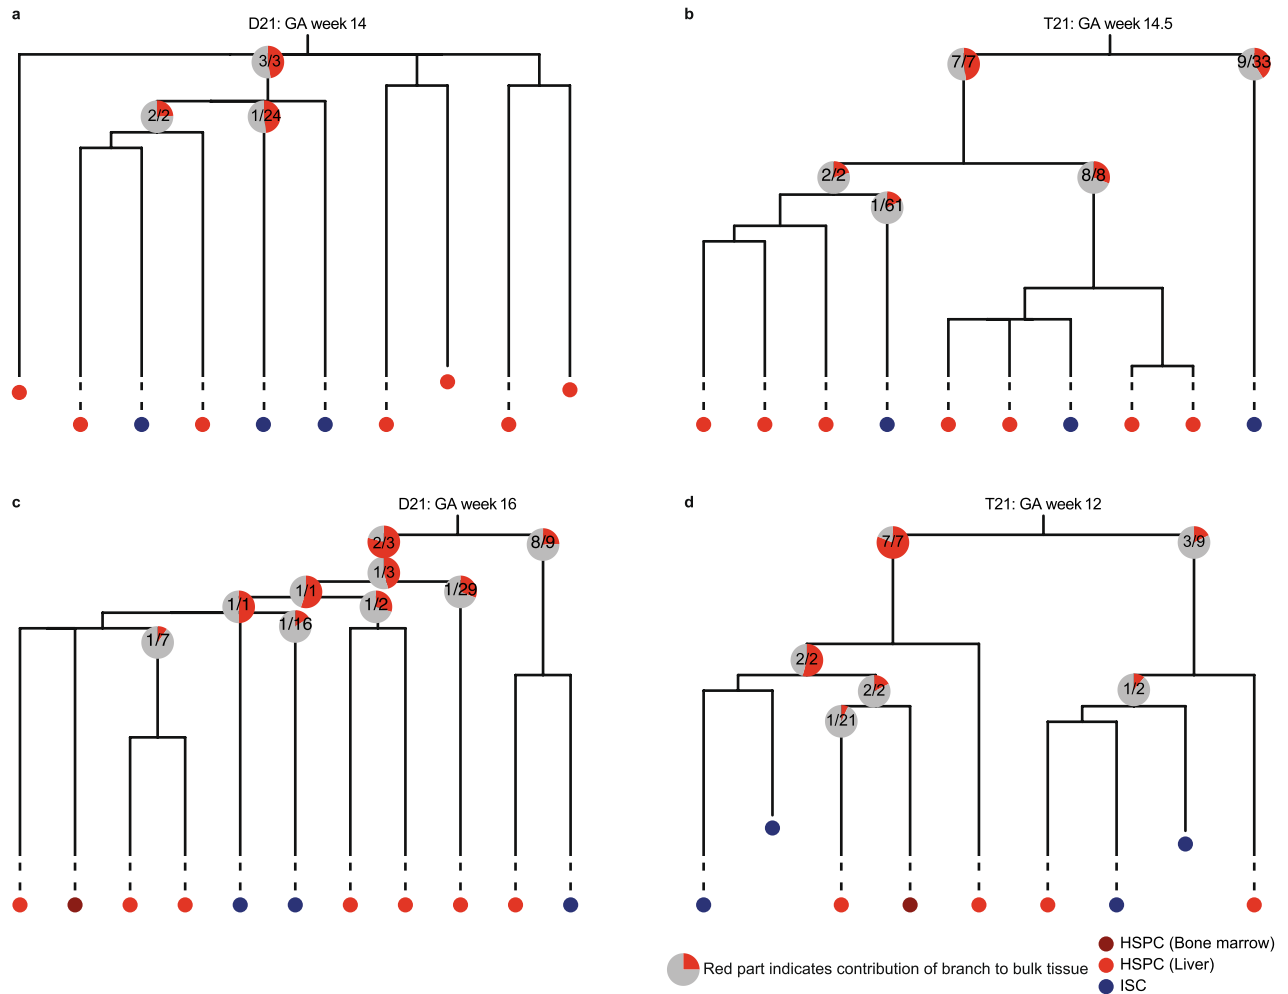 a
D21: GA week 14
3/3
2/2
1/24
b
T21: GA week 14.5
7/7
9/33
2/2
8/8
1/61
c
D21: GA week 16
2/3
8/9
1/3
1/1
1/29
1/1
1/2
1/16
1/7
d
T21: GA week 12
7/7
3/9
2/2
2/2
1/2
1/21
Red part indicates contribution of branch to bulk tissue
HSPC (Bone marrow)
HSPC (Liver)
ISC